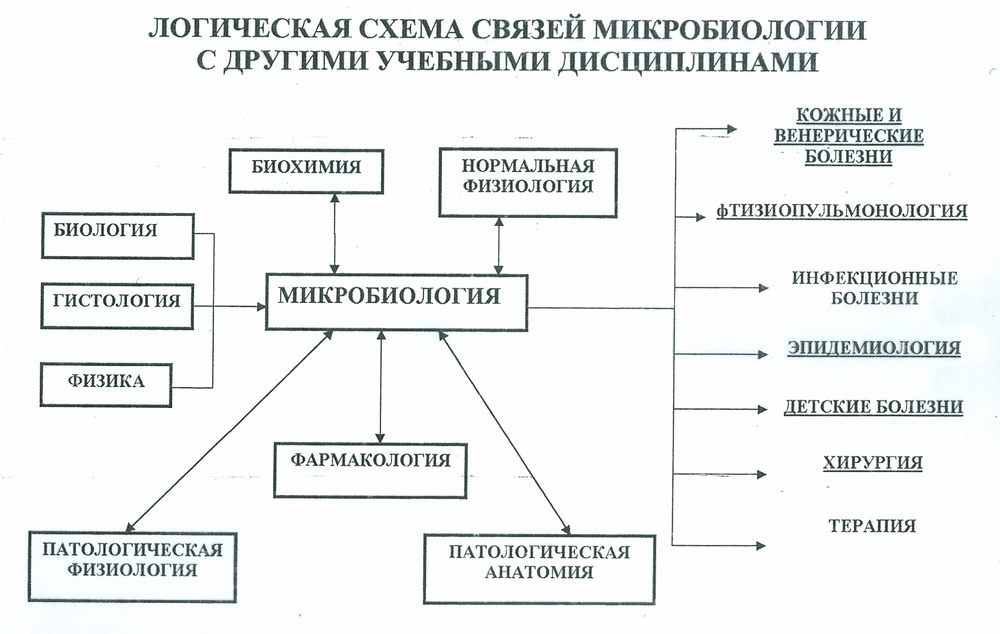 ЛОГИЧЕСКАЯ СХЕМА СВЯЗЕЙ МИКРОБИОЛОГИИ
С ДРУГИМИ УЧЕБНЫМИ ДИСЦИПЛИНАМИ
БИОХИМИЯ
НОРМАЛЬНАЯ
ФИЗИОЛОГИЯ
БИОЛОГИЯ
ГИСТОЛОГИЯ
ФИЗИКА
МИКРОБИОЛОГИЯ
ФАРМАКОЛОГИЯ
ПАТОЛОГИЧЕСКАЯ
ФИЗИОЛОГИЯ
ПАТОЛОГИЧЕСКАЯ
АНАТОМИЯ
КОЖНЫЕ И
ВЕНЕРИЧЕСКИЕ
БОЛЕЗНИ
фТИЗИОПУЛЬМОНОЛОГИЯ
ИНФЕКЦИОННЫЕ
БОЛЕЗНИ
ЭПИДЕМИОЛОГИЯ
ДЕТСКИЕ БОЛЕЗНИ
ХИРУРГИЯ
ТЕРАПИЯ